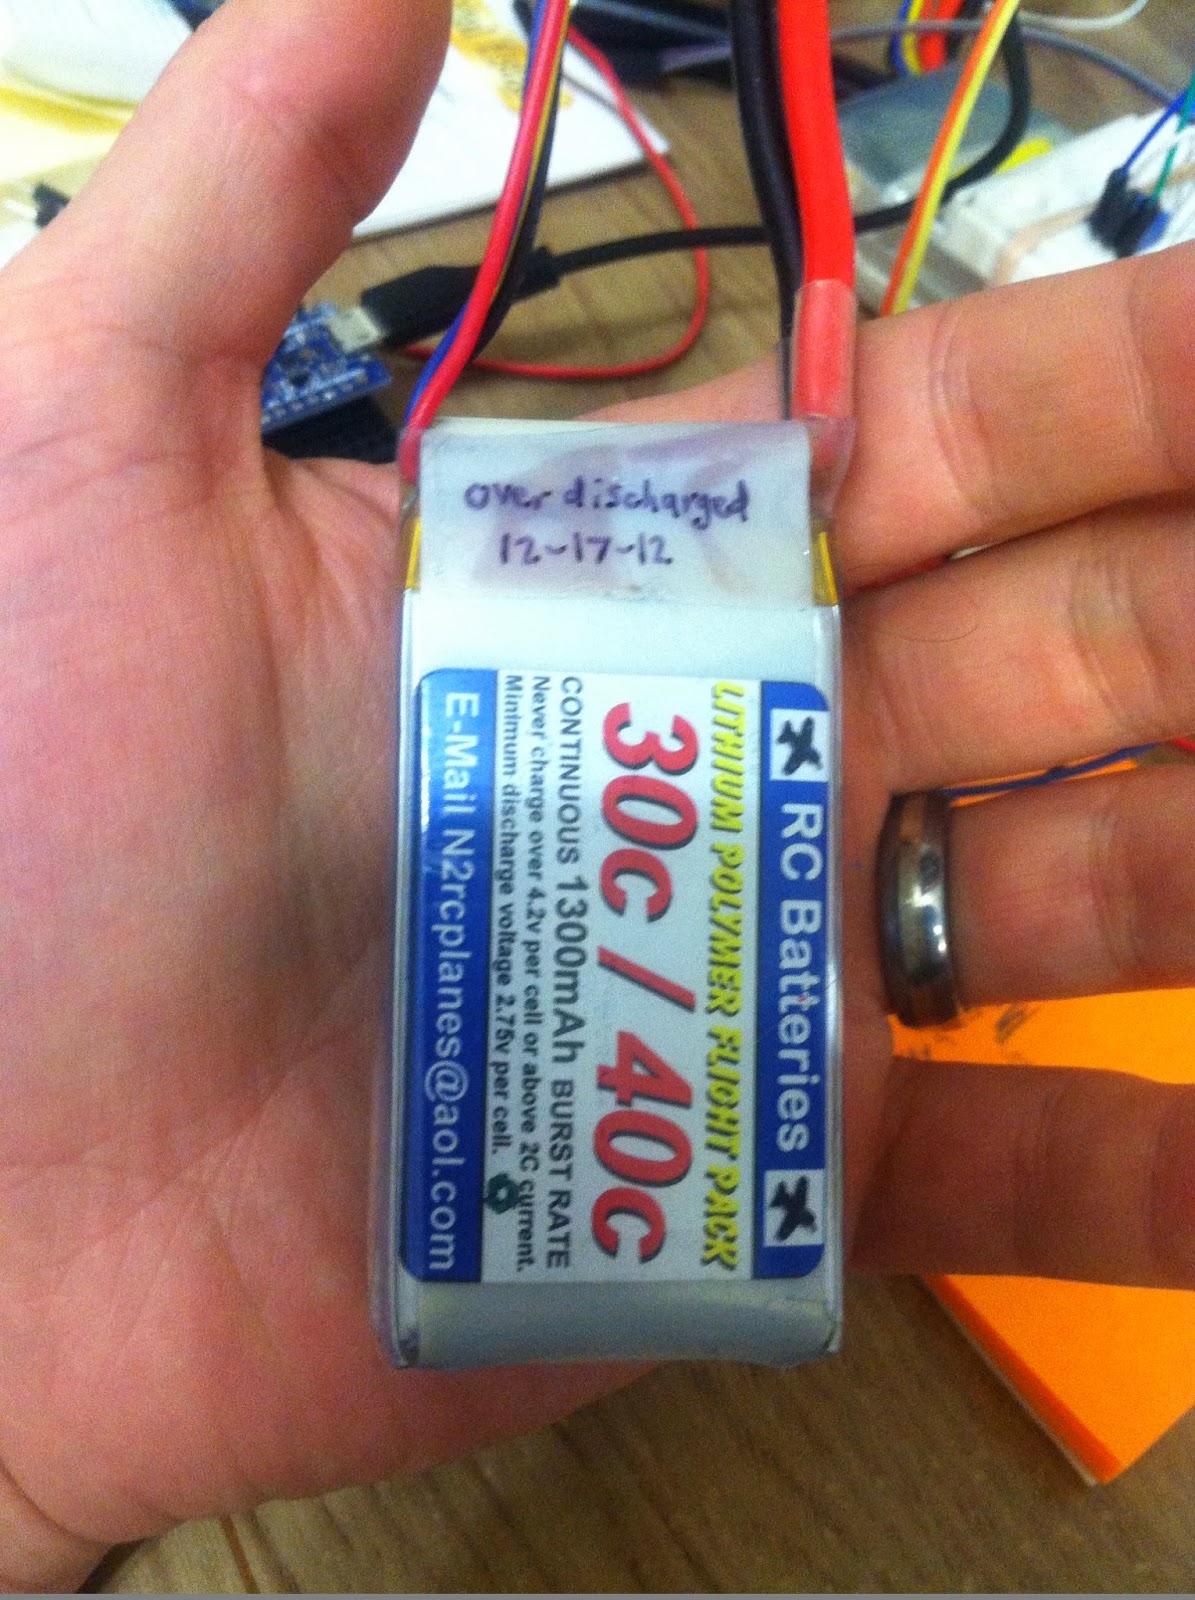 over discharged
12-17-12
RC Batteries
LITHIUM POLYMER FLIGHT PACK
30C / 40C
CONTINUOUS 1300mAh BURST RATE
Never charge over 4.2v per cell or above 2C current.
Minimum discharge voltage 2.75v per cell.
E-Mail N2rcplanes@aol.com